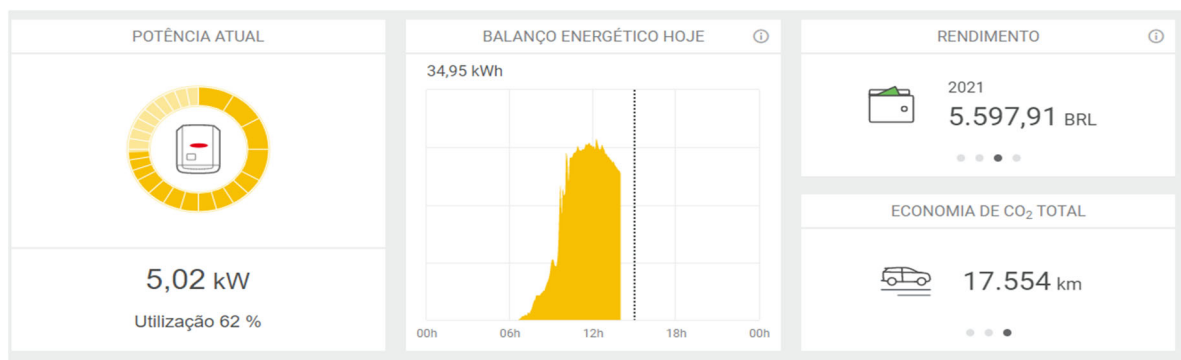 POTÊNCIA ATUAL
5,02 kW
Utilização 62 %
BALANÇO ENERGÉTICO HOJE
34,95 kWh
00h 06h 12h 18h 00h
RENDIMENTO
2021
5.597,91 BRL
ECONOMIA DE CO₂ TOTAL
17.554 km